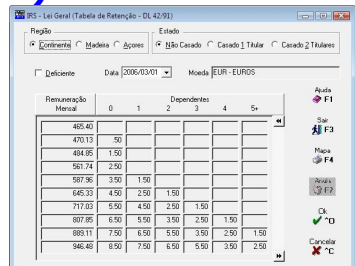 IRS - Lei Geral (Tabela de Retenção - DL 42/91)
Região Estado
Continente Madeira Açores Não Casado Casado 1 Titular Casado 2 Titulares
Deficiente Data 2006/03/01 Moeda EUR - EUROS
Ajuda
F1
Remuneração Mensal Dependentes
0 1 2 3 4 5+
465.40
470.13 .50
484.85 1.50
561.74 2.50
587.96 3.50 1.50
645.33 4.50 2.50 1.50
717.03 5.50 4.50 2.50 1.50
807.85 6.50 5.50 3.50 2.50 1.50
889.11 7.50 6.50 5.50 3.50 2.50 1.50
946.48 8.50 7.50 6.50 5.50 3.50 2.50
Sair
F3
Mapa
F4
Anula
F7
Ok
^O
Cancelar
^C